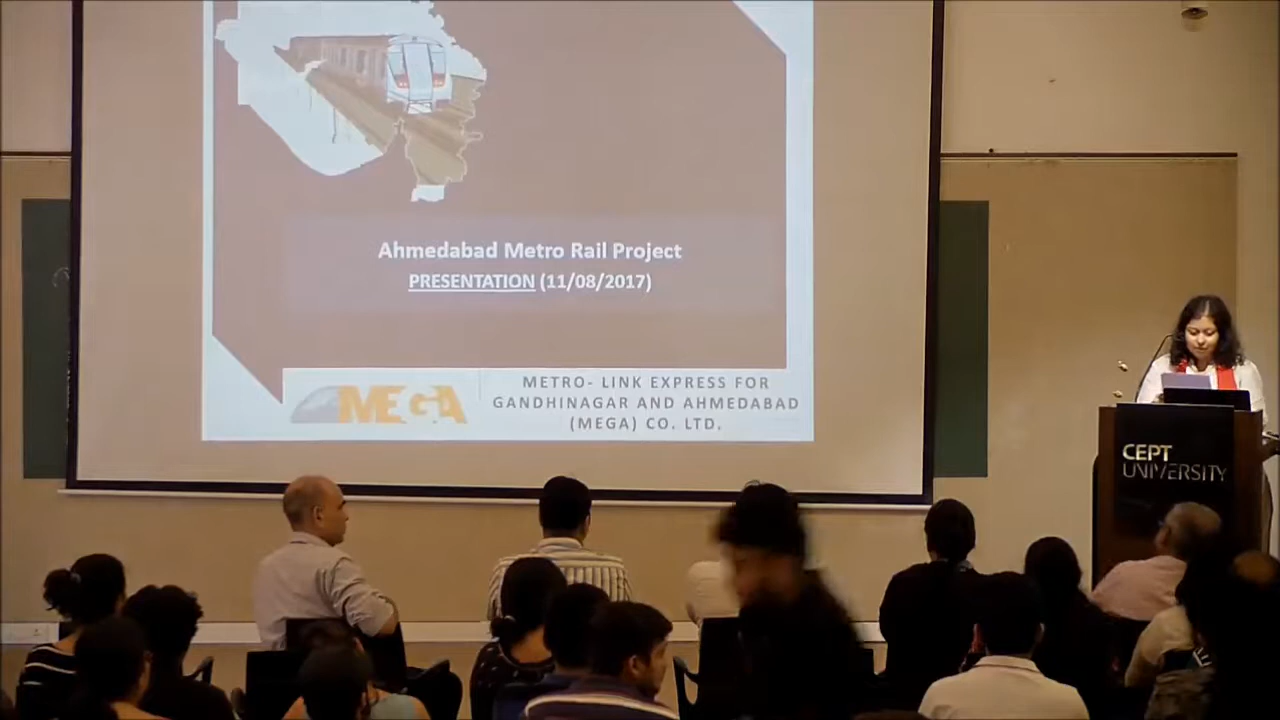 Ahmedabad Metro Rail Project
PRESENTATION (11/08/2017)
MEGA
METRO- LINK EXPRESS FOR
GANDHINAGAR AND AHMEDABAD
(MEGA) CO. LTD.
CEPT
UNIVERSITY